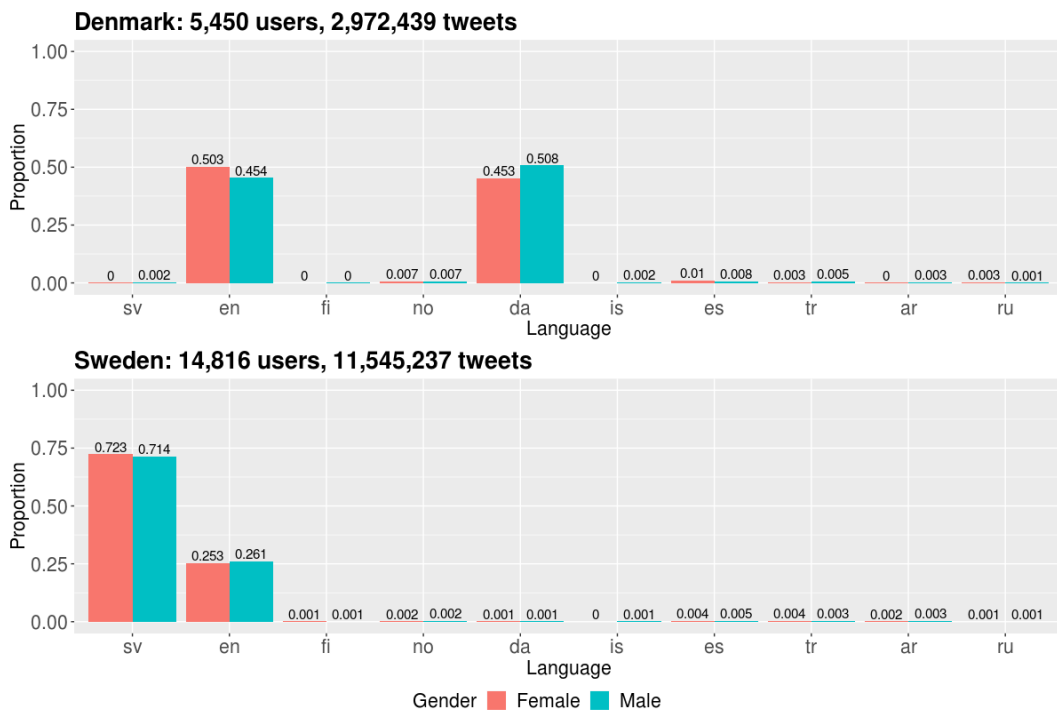 Denmark: 5,450 users, 2,972,439 tweets
1.00
0.75
0.50
0.25
0.00
Proportion
0 0.002 0.503 0.454 0 0 0.007 0.007 0.453 0.508 0 0.002 0.01 0.008 0.003 0.005 0 0.003 0.003 0.001
sv en fi no da is es tr ar ru
Language
Sweden: 14,816 users, 11,545,237 tweets
1.00
0.75
0.50
0.25
0.00
Proportion
0.723 0.714 0.253 0.261 0.001 0.001 0.002 0.002 0.001 0.001 0 0.001 0.004 0.005 0.004 0.003 0.002 0.003 0.001 0.001
sv en fi no da is es tr ar ru
Language
Gender Female Male